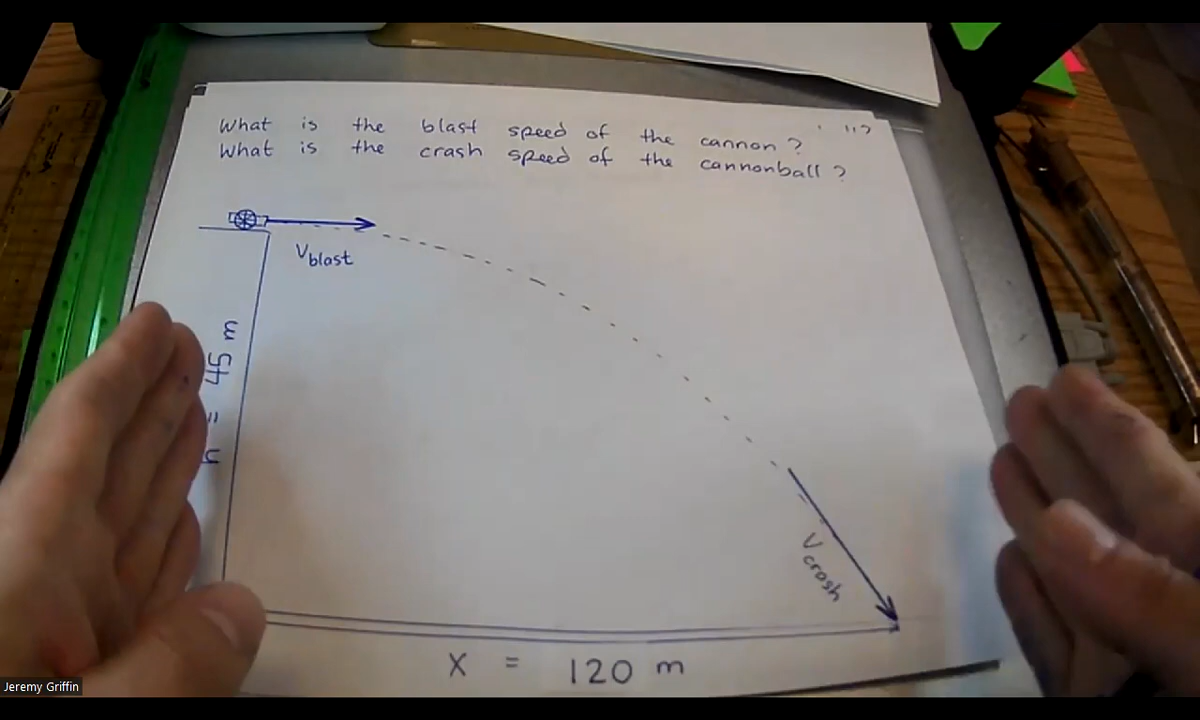 What is the blast speed of the cannon?
What is the crash speed of the cannonball?
Vblast
y = 45 m
Vcrash
x = 120 m
Jeremy Griffin